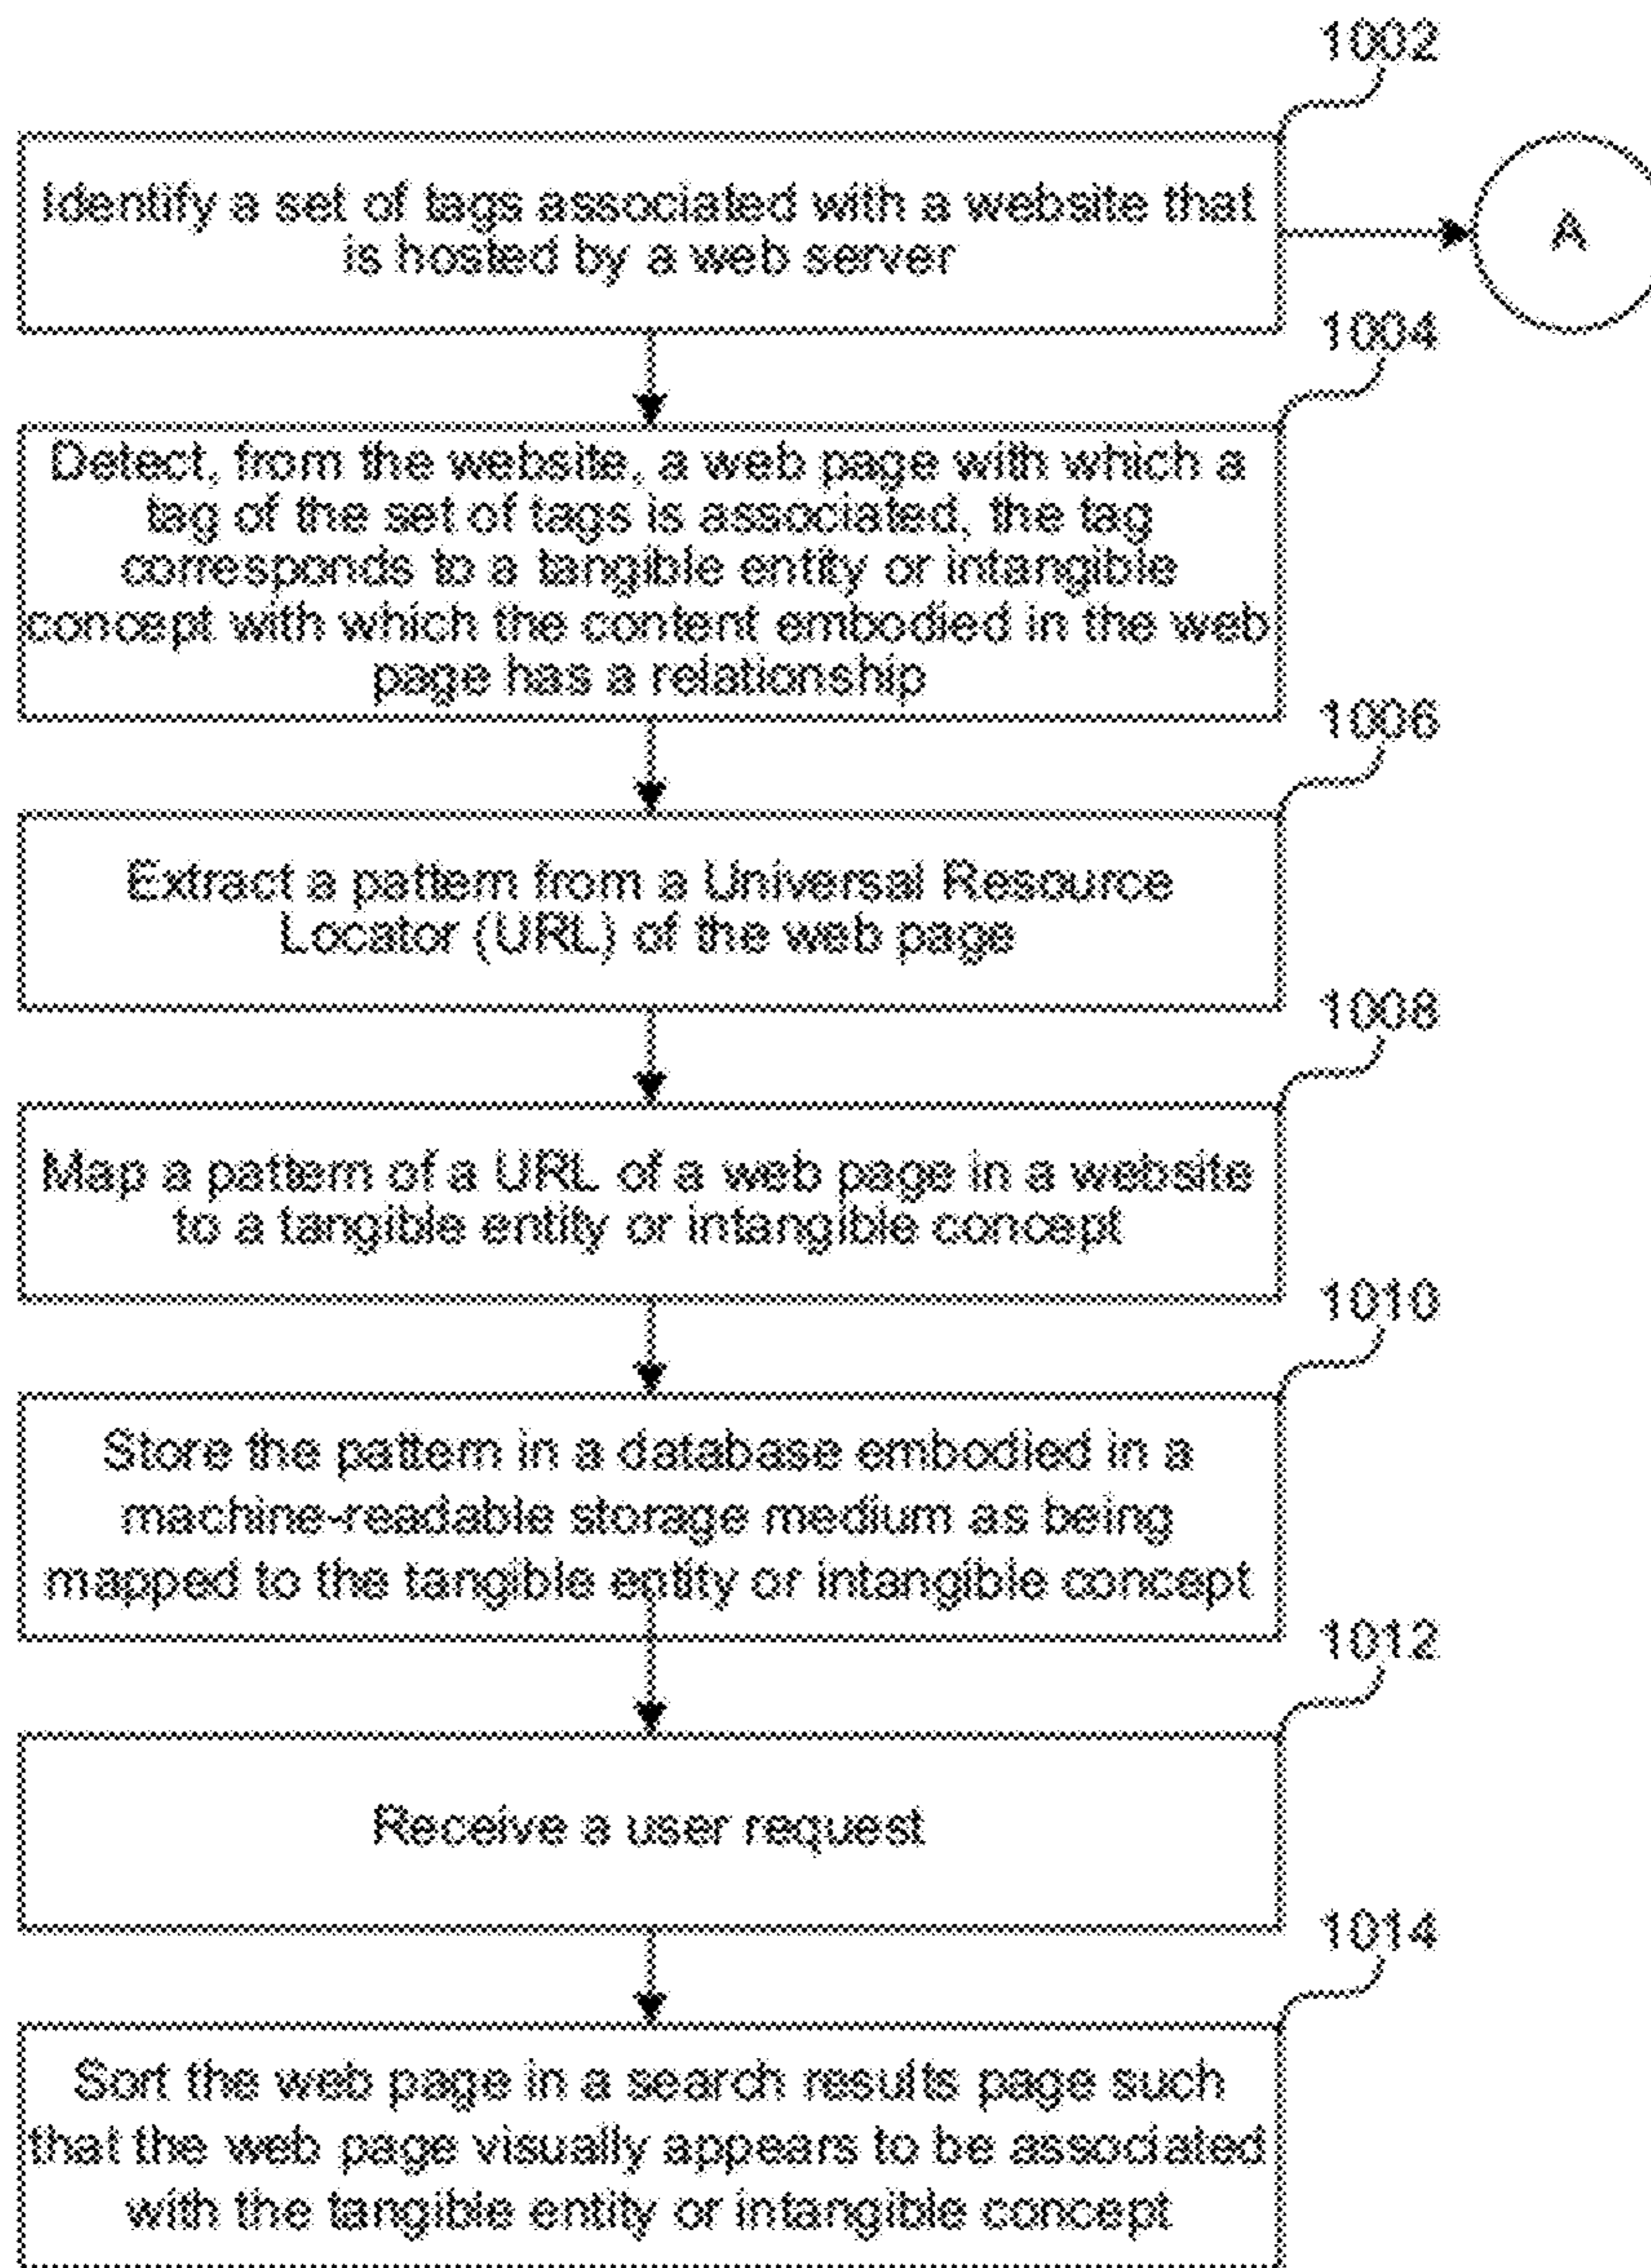 1002
Identify a set of tags associated with a website that
is hosted by a web server
A
1004
Detect, from the website, a web page with which a
tag of the set of tags is associated, the tag
corresponds to a tangible entity or intangible
concept with which the content embodied in the web
page has a relationship
1006
Extract a pattern from a Universal Resource
Locator (URL) of the web page
1008
Map a pattern of a URL of a web page in a website
to a tangible entity or intangible concept
1010
Store the pattern in a database embodied in a
machine-readable storage medium as being
mapped to the tangible entity or intangible concept
1012
Receive a user request
1014
Sort the web page in a search results page such
that the web page visually appears to be associated
with the tangible entity or intangible concept